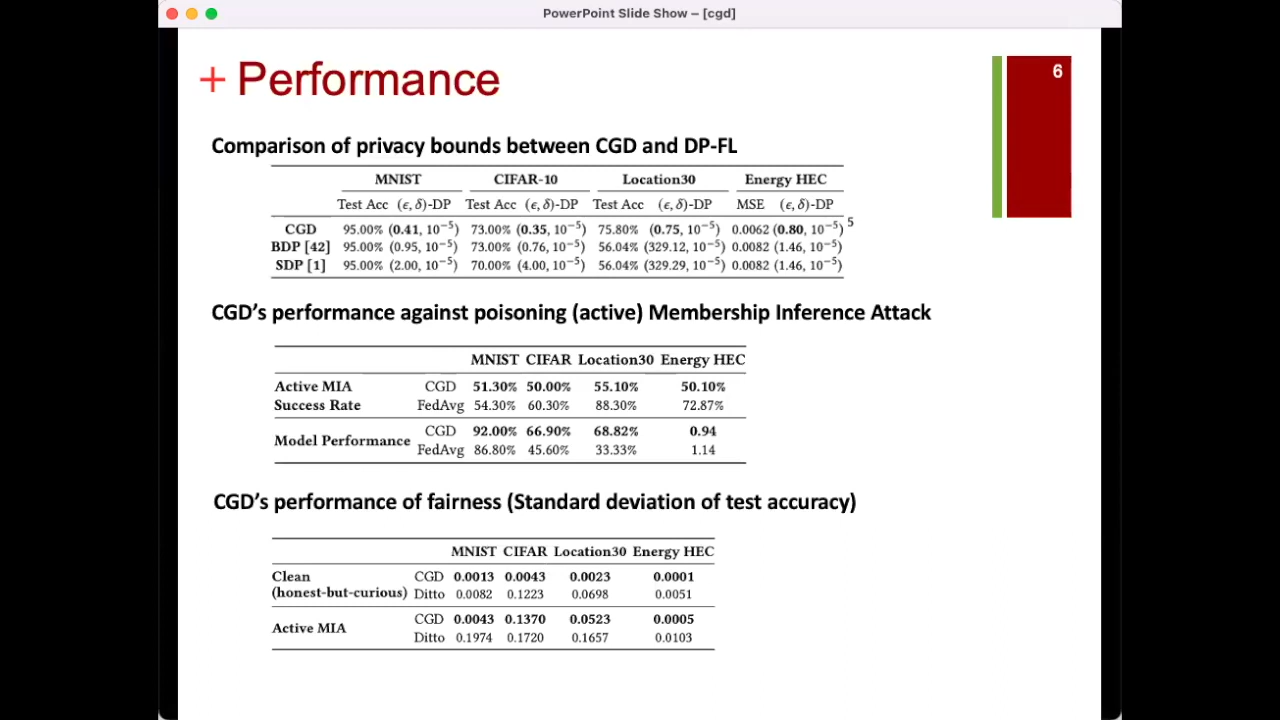 PowerPoint Slide Show – [cgd]
+ Performance
6
Comparison of privacy bounds between CGD and DP-FL
MNIST CIFAR-10 Location30 Energy HEC
Test Acc (ϵ, δ)-DP Test Acc (ϵ, δ)-DP Test Acc (ϵ, δ)-DP MSE (ϵ, δ)-DP
CGD 95.00% (0.41, 10⁻⁵) 73.00% (0.35, 10⁻⁵) 75.80% (0.75, 10⁻⁵) 0.0062 (0.80, 10⁻⁵) 5
BDP [42] 95.00% (0.95, 10⁻⁵) 73.00% (0.76, 10⁻⁵) 56.04% (329.12, 10⁻⁵) 0.0082 (1.46, 10⁻⁵)
SDP [1] 95.00% (2.00, 10⁻⁵) 70.00% (4.00, 10⁻⁵) 56.04% (329.29, 10⁻⁵) 0.0082 (1.46, 10⁻⁵)
CGD’s performance against poisoning (active) Membership Inference Attack
MNIST CIFAR Location30 Energy HEC
Active MIA CGD 51.30% 50.00% 55.10% 50.10%
Success Rate FedAvg 54.30% 60.30% 88.30% 72.87%
Model Performance CGD 92.00% 66.90% 68.82% 0.94
FedAvg 86.80% 45.60% 33.33% 1.14
CGD’s performance of fairness (Standard deviation of test accuracy)
MNIST CIFAR Location30 Energy HEC
Clean CGD 0.0013 0.0043 0.0023 0.0001
(honest-but-curious) Ditto 0.0082 0.1223 0.0698 0.0051
Active MIA CGD 0.0043 0.1370 0.0523 0.0005
Ditto 0.1974 0.1720 0.1657 0.0103